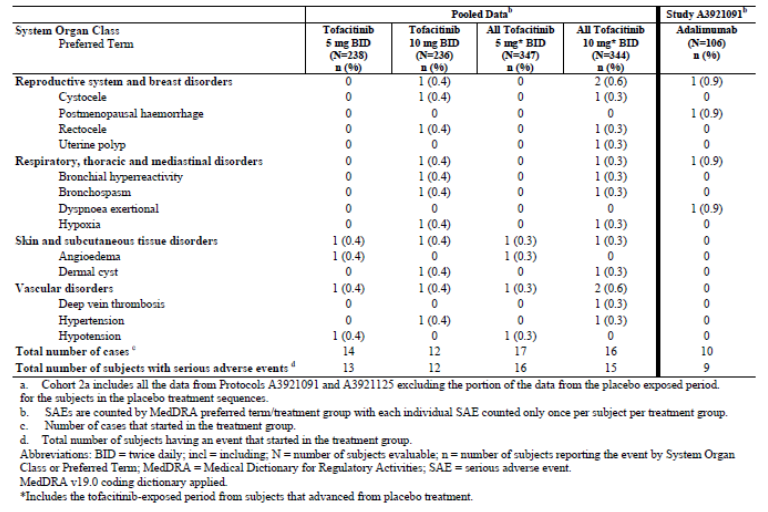 Pooled Data^b Study A3921091^b
System Organ Class Tofacitinib Tofacitinib All Tofacitinib All Tofacitinib Adalimumab
Preferred Term 5 mg BID 10 mg BID 5 mg* BID 10 mg* BID (N=106)
(N=238) (N=236) (N=347) (N=344) n (%)
n (%) n (%) n (%) n (%)
Reproductive system and breast disorders 0 1 (0.4) 0 2 (0.6) 1 (0.9)
Cystocele 0 1 (0.4) 0 1 (0.3) 0
Postmenopausal haemorrhage 0 0 0 0 1 (0.9)
Rectocele 0 1 (0.4) 0 1 (0.3) 0
Uterine polyp 0 0 0 1 (0.3) 0
Respiratory, thoracic and mediastinal disorders 0 1 (0.4) 0 1 (0.3) 1 (0.9)
Bronchial hyperreactivity 0 1 (0.4) 0 1 (0.3) 0
Bronchospasm 0 1 (0.4) 0 1 (0.3) 0
Dyspnoea exertional 0 0 0 0 1 (0.9)
Hypoxia 0 1 (0.4) 0 1 (0.3) 0
Skin and subcutaneous tissue disorders 1 (0.4) 1 (0.4) 1 (0.3) 1 (0.3) 0
Angioedema 1 (0.4) 0 1 (0.3) 0 0
Dermal cyst 0 1 (0.4) 0 1 (0.3) 0
Vascular disorders 1 (0.4) 1 (0.4) 1 (0.3) 2 (0.6) 0
Deep vein thrombosis 0 0 0 1 (0.3) 0
Hypertension 0 1 (0.4) 0 1 (0.3) 0
Hypotension 1 (0.4) 0 1 (0.3) 0 0
Total number of cases ^c 14 12 17 16 10
Total number of subjects with serious adverse events ^d 13 12 16 15 9
a. Cohort 2a includes all the data from Protocols A3921091 and A3921125 excluding the portion of the data from the placebo exposed period.
for the subjects in the placebo treatment sequences.
b. SAEs are counted by MedDRA preferred term/treatment group with each individual SAE counted only once per subject per treatment group.
c. Number of cases that started in the treatment group.
d. Total number of subjects having an event that started in the treatment group.
Abbreviations: BID = twice daily; incl = including; N = number of subjects evaluable; n = number of subjects reporting the event by System Organ
Class or Preferred Term; MedDRA = Medical Dictionary for Regulatory Activities; SAE = serious adverse event.
MedDRA v19.0 coding dictionary applied.
*Includes the tofacitinib-exposed period from subjects that advanced from placebo treatment.